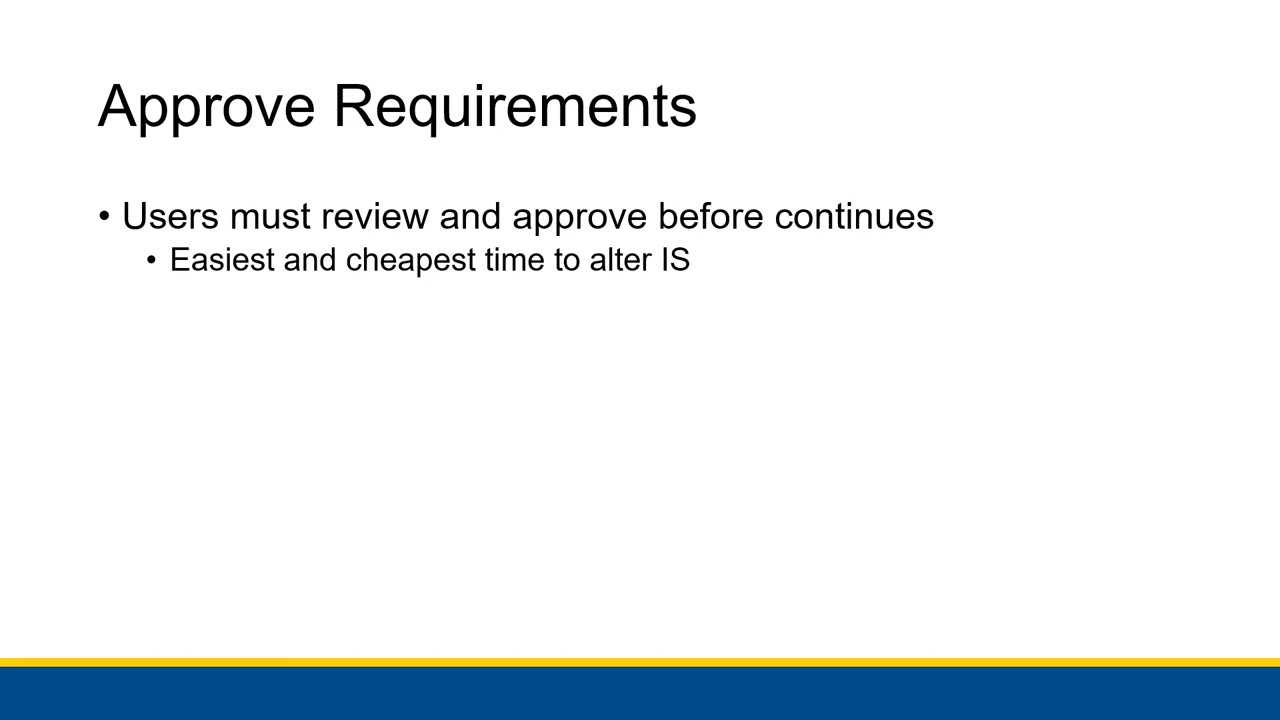 Approve Requirements
• Users must review and approve before continues
• Easiest and cheapest time to alter IS